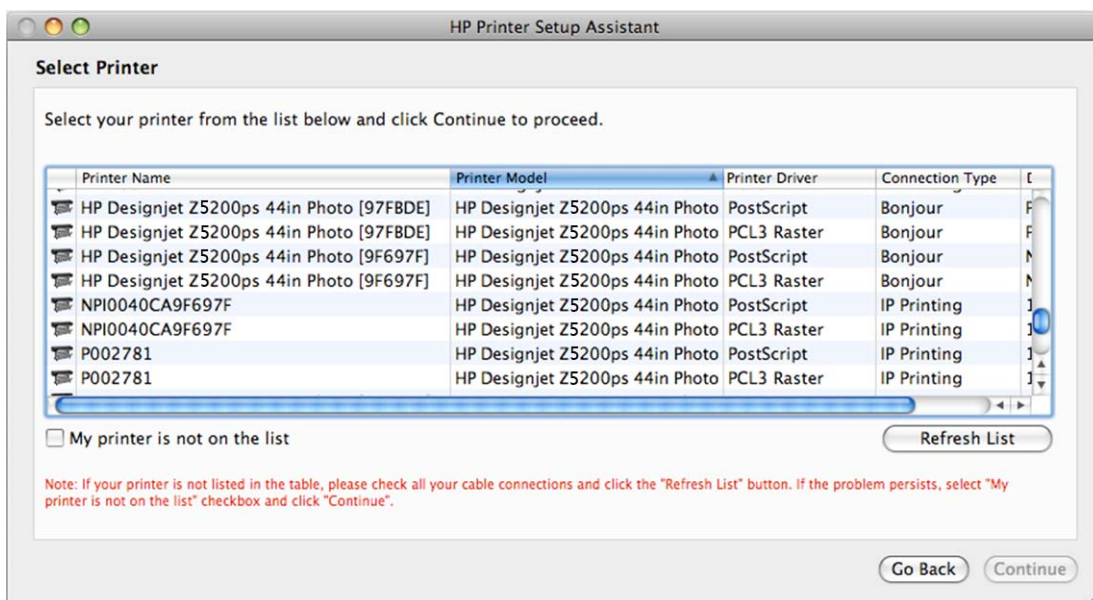 HP Printer Setup Assistant
Select Printer
Select your printer from the list below and click Continue to proceed.
Printer Name Printer Model Printer Driver Connection Type
HP Designjet Z5200ps 44in Photo [97FBDE] HP Designjet Z5200ps 44in Photo PostScript Bonjour
HP Designjet Z5200ps 44in Photo [97FBDE] HP Designjet Z5200ps 44in Photo PCL3 Raster Bonjour
HP Designjet Z5200ps 44in Photo [9F697F] HP Designjet Z5200ps 44in Photo PostScript Bonjour
HP Designjet Z5200ps 44in Photo [9F697F] HP Designjet Z5200ps 44in Photo PCL3 Raster Bonjour
NPI0040CA9F697F HP Designjet Z5200ps 44in Photo PostScript IP Printing
NPI0040CA9F697F HP Designjet Z5200ps 44in Photo PCL3 Raster IP Printing
P002781 HP Designjet Z5200ps 44in Photo PostScript IP Printing
P002781 HP Designjet Z5200ps 44in Photo PCL3 Raster IP Printing
My printer is not on the list Refresh List
Note: If your printer is not listed in the table, please check all your cable connections and click the "Refresh List" button. If the problem persists, select "My
printer is not on the list" checkbox and click "Continue".
Go Back Continue